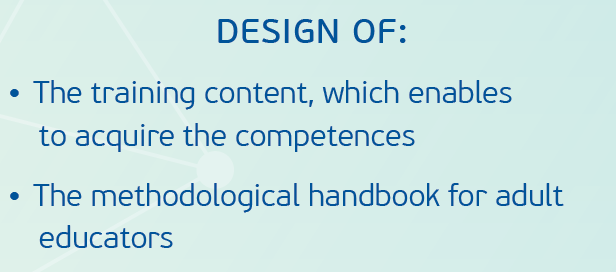 DESIGN OF:
• The training content, which enables
to acquire the competences
• The methodological handbook for adult
educators